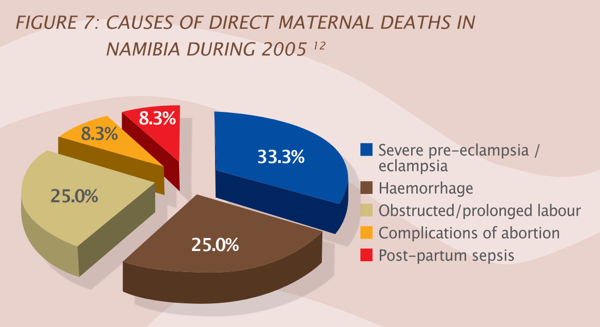 FIGURE 7: CAUSES OF DIRECT MATERNAL DEATHS IN
NAMIBIA DURING 2005 12
8.3%
8.3%
33.3%
25.0%
25.0%
Severe pre-eclampsia /
eclampsia
Haemorrhage
Obstructed/prolonged labour
Complications of abortion
Post-partum sepsis